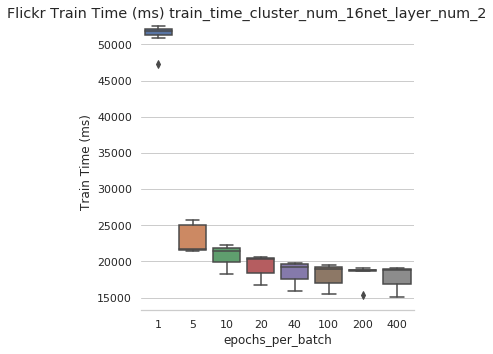 Flickr Train Time (ms) train_time_cluster_num_16net_layer_num_2
50000
45000
40000
35000
30000
25000
20000
15000
Train Time (ms)
1 5 10 20 40 100 200 400
epochs_per_batch